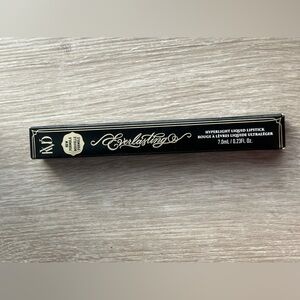 KVD
Everlasting
HYPERLIGHT LIQUID LIPSTICK
ROUGE À LÈVRES LIQUIDE ULTRALÉGER
7.0mL / 0.23Fl. Oz.